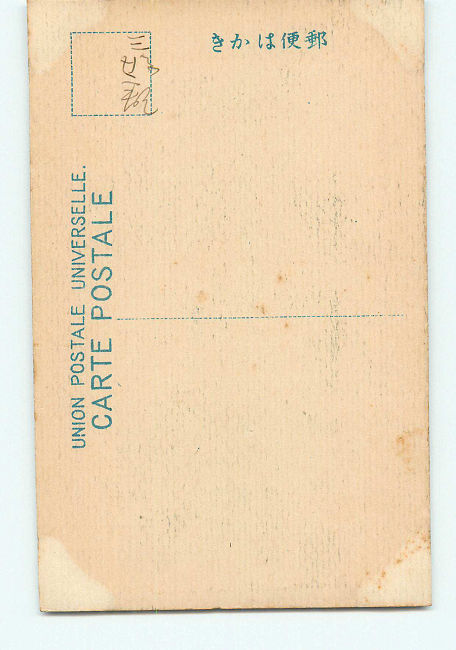 郵便はかき
UNION POSTALE UNIVERSELLE.
CARTE POSTALE